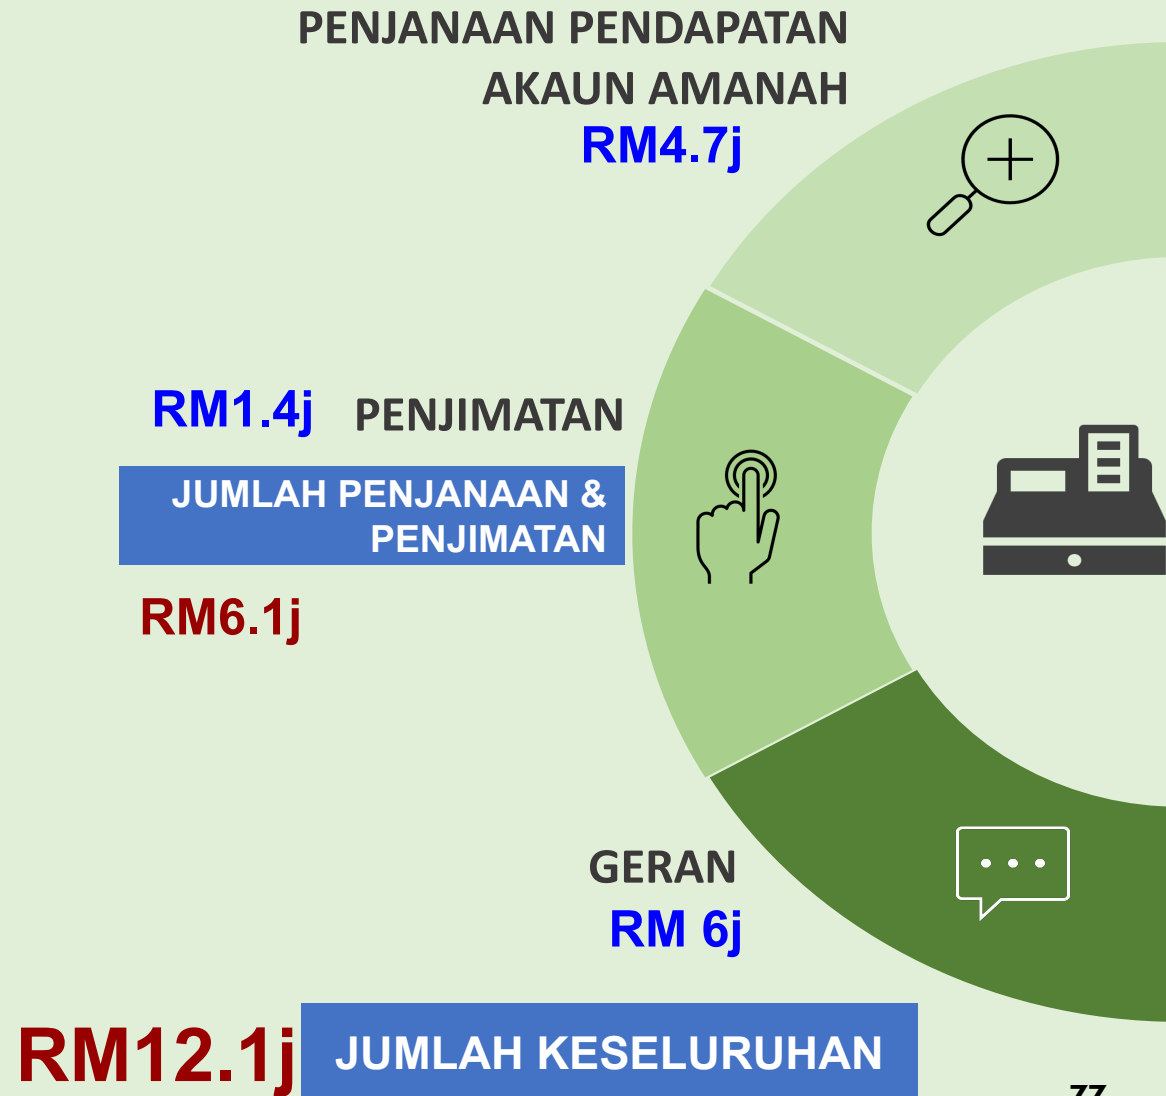 PENJANAAN PENDAPATAN
AKAUN AMANAH
RM4.7j
RM1.4j PENJIMATAN
JUMLAH PENJANAAN &
PENJIMATAN
RM6.1j
GERAN
RM 6j
RM12.1j JUMLAH KESELURUHAN